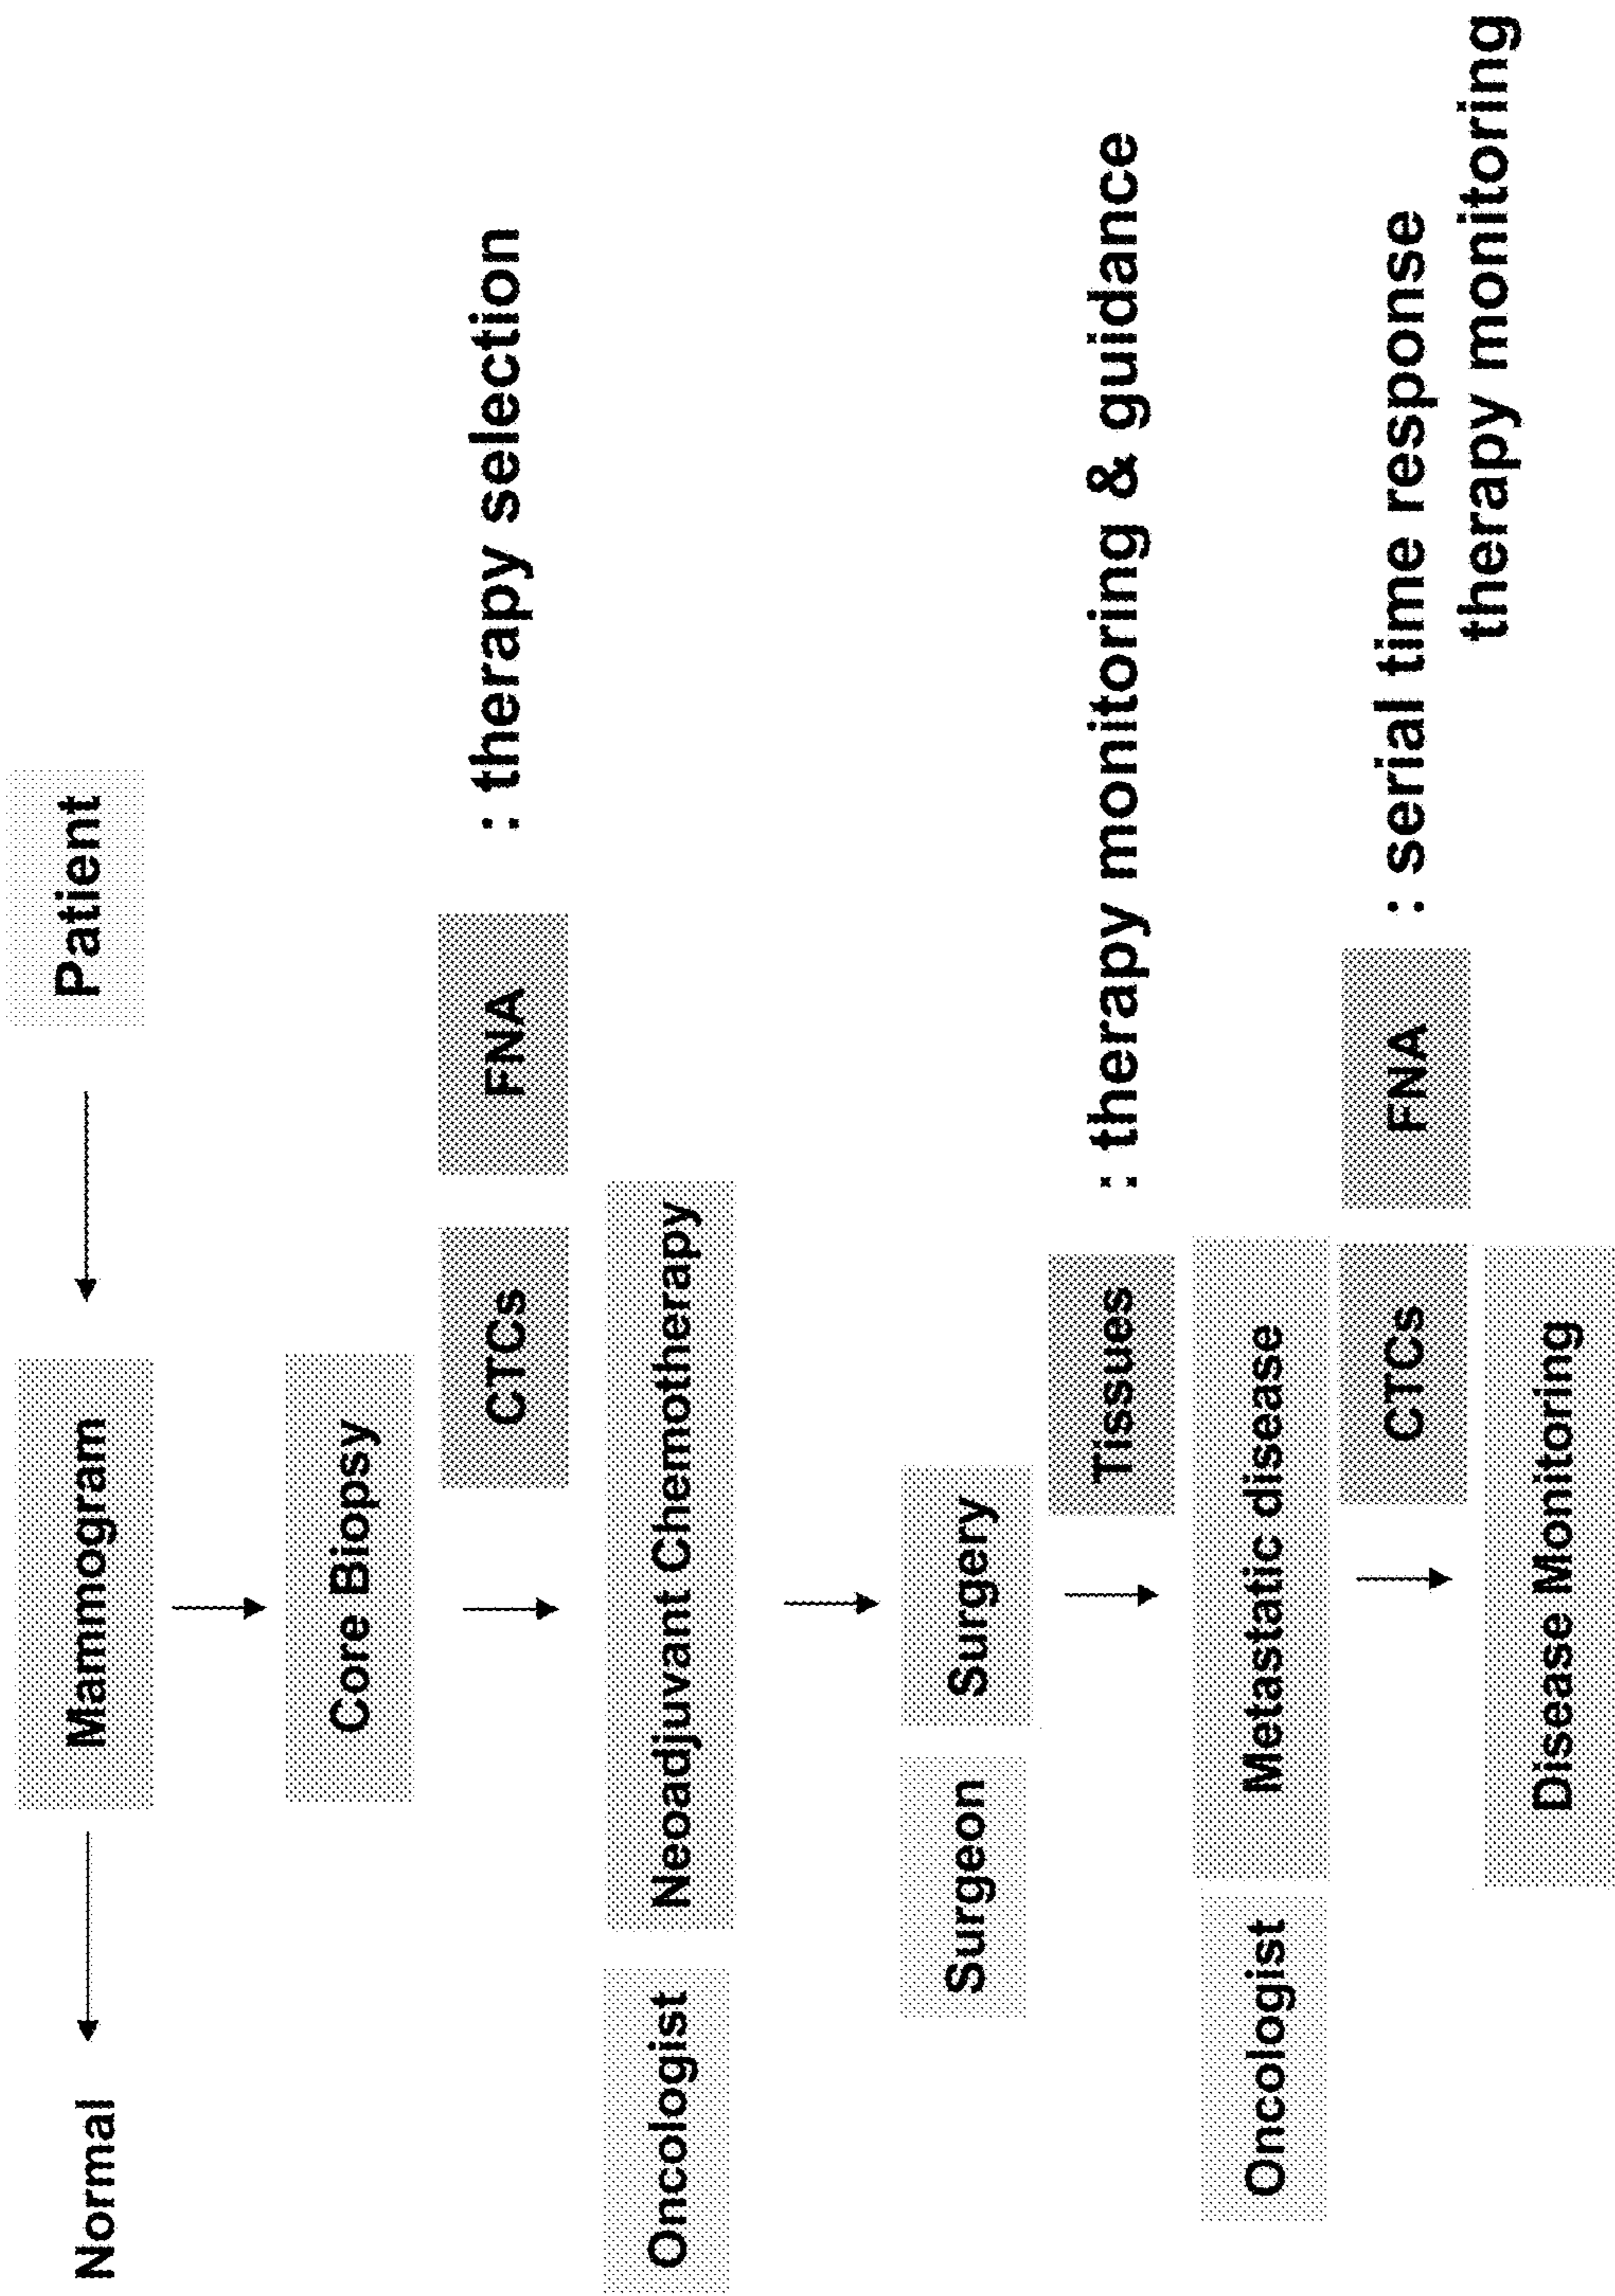 Normal
Mammogram
Patient
Core Biopsy
CTCs
FNA
: therapy selection
Oncologist
Neoadjuvant Chemotherapy
Surgeon
Surgery
Tissues
: therapy monitoring & guidance
Oncologist
Metastatic disease
CTCs
FNA
: serial time response
therapy monitoring
Disease Monitoring